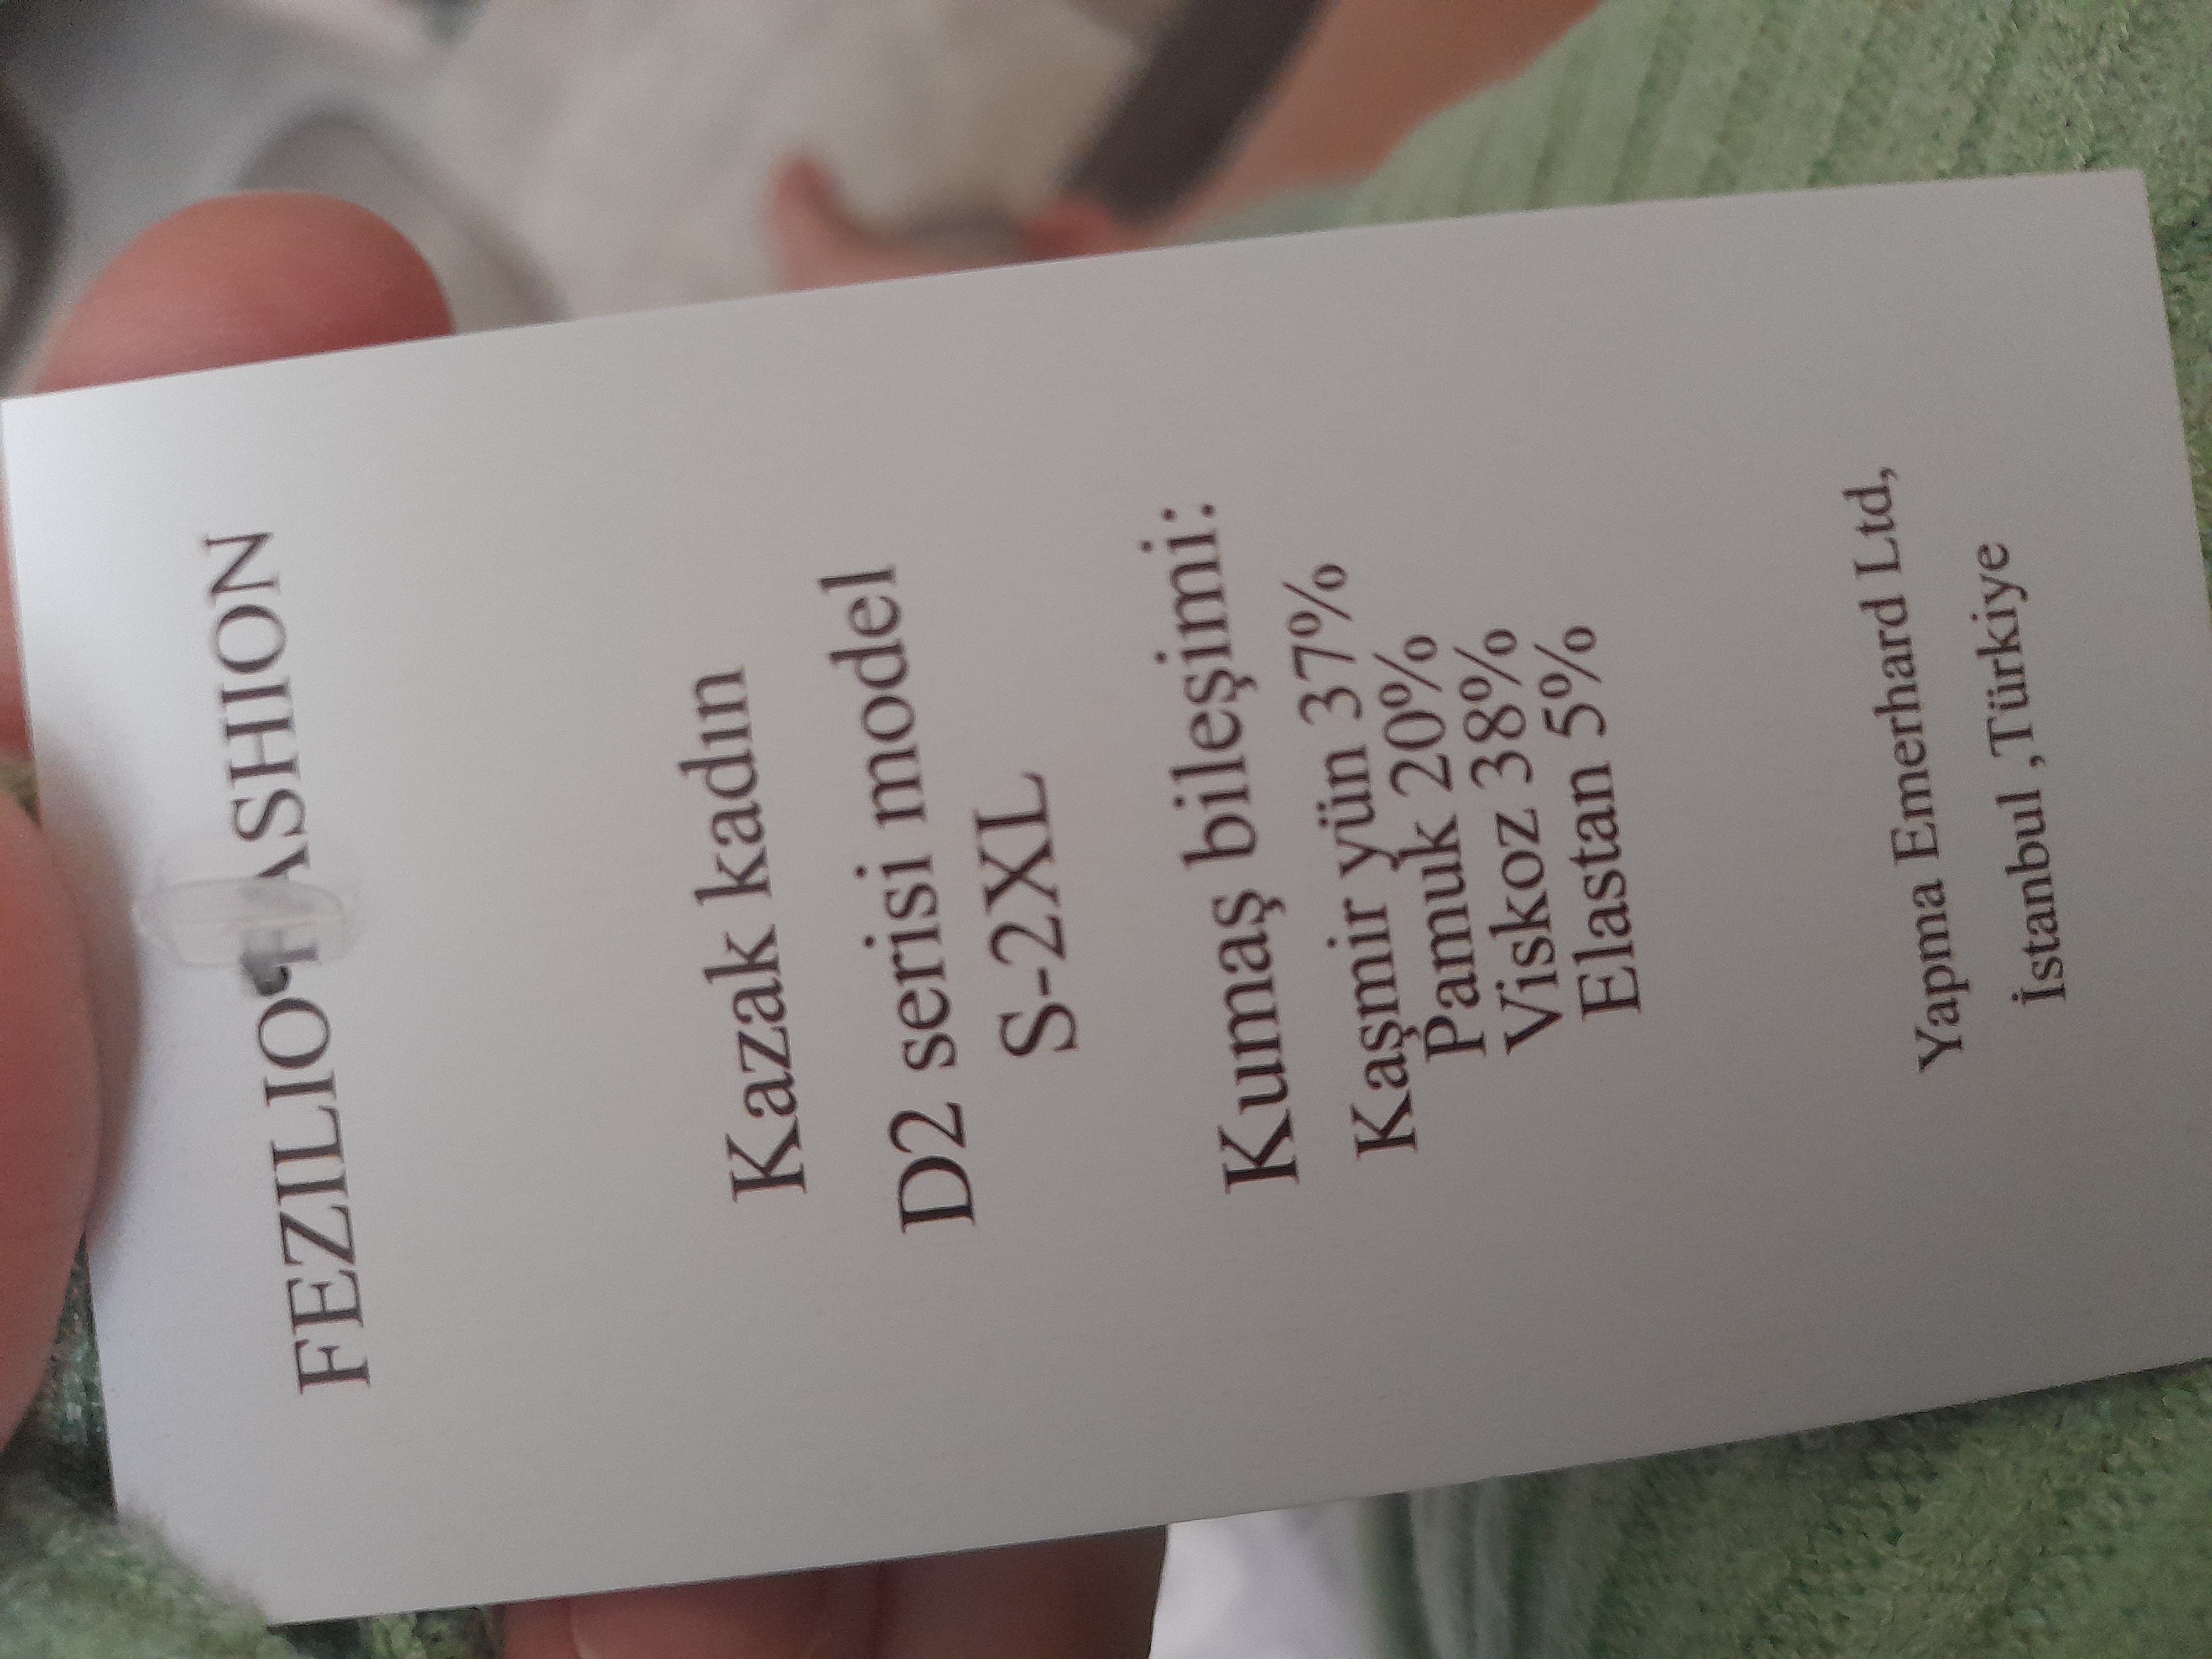 FEZILIO FASHION
Kazak kadın
D2 serisi model
S-2XL
Kumaş bileşimi:
Kaşmir yün 37%
Pamuk 20%
Viskoz 38%
Elastan 5%
Yapma Emerhard Ltd,
İstanbul ,Türkiye